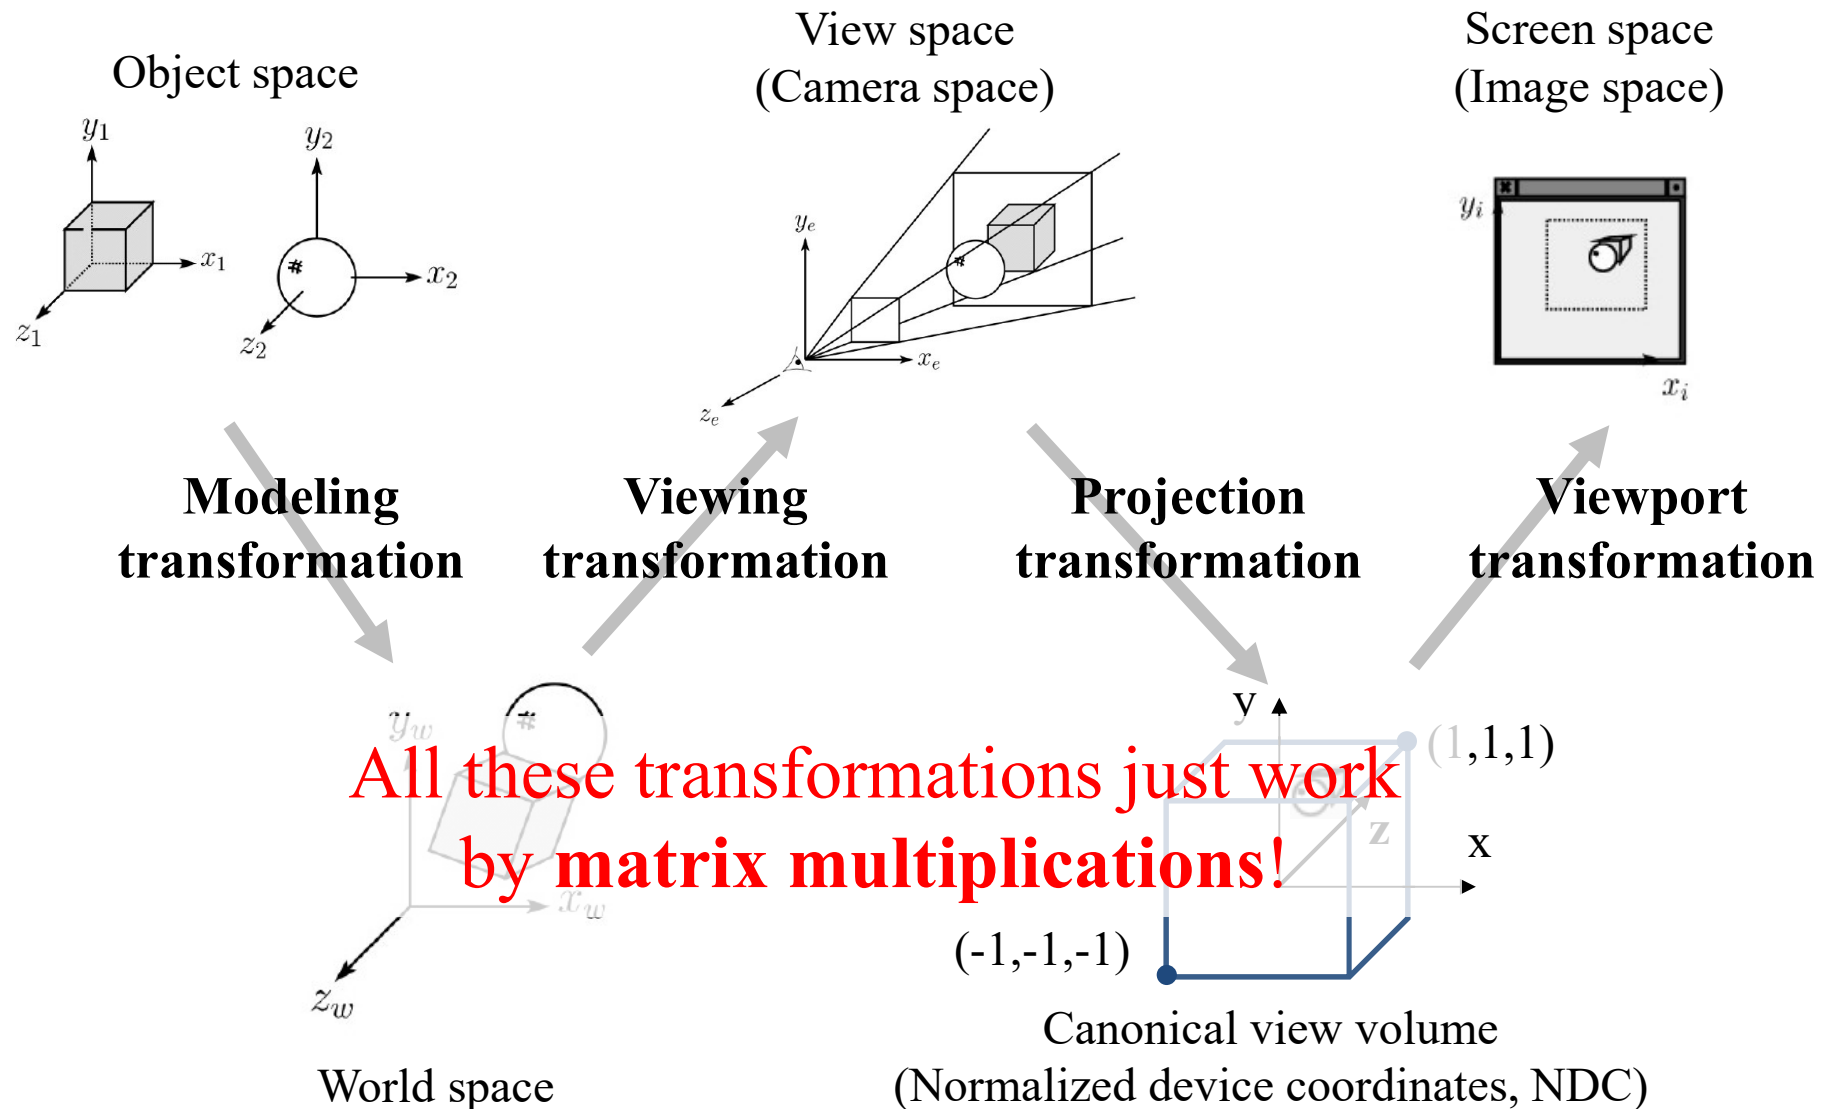 Object space
View space
(Camera space)
Screen space
(Image space)
y1
x1
z1
y2
x2
z2
#
ye
xe
ze
#
yi
xi
Modeling
transformation
Viewing
transformation
Projection
transformation
Viewport
transformation
yw
#
xw
zw
y
(1,1,1)
z
x
(-1,-1,-1)
All these transformations just work
by matrix multiplications!
World space
Canonical view volume
(Normalized device coordinates, NDC)